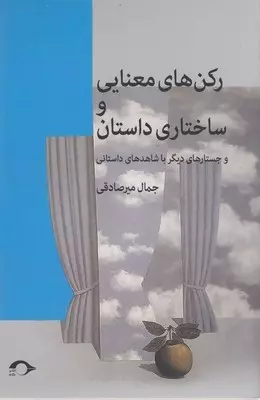 رکن‌های معنایی
و
ساختاری داستان
و جستارهای دیگر با شاهدهای داستانی
جمال میرصادقی